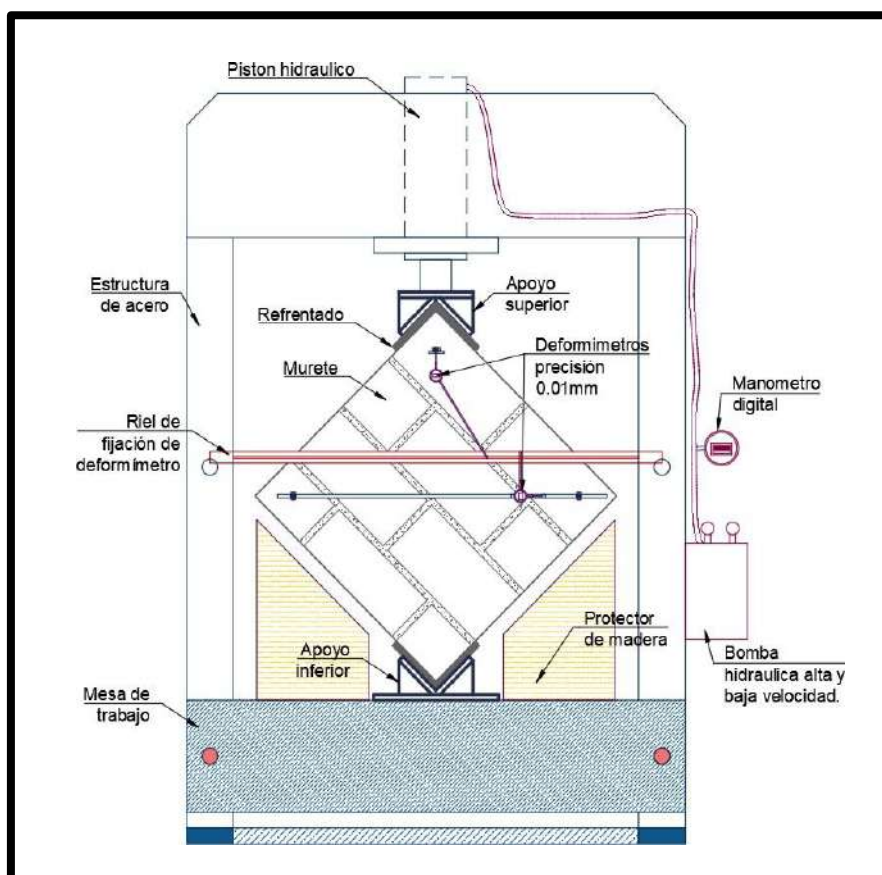 Piston hidraulico
Estructura
de acero
Apoyo
superior
Refrentado
Deformimetros
precisión
0.01mm
Murete
Manometro
digital
Riel de
fijación de
deformímetro
Protector
de madera
Apoyo
inferior
Bomba
hidraulica alta y
baja velocidad.
Mesa de
trabajo